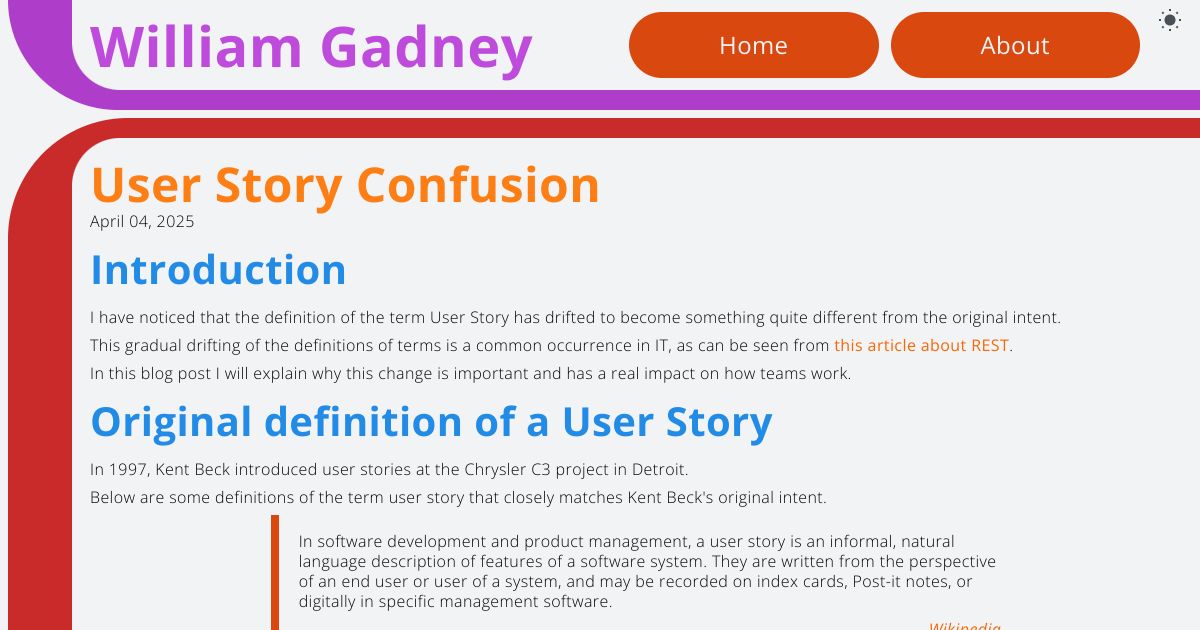 William Gadney
Home
About
User Story Confusion
April 04, 2025
Introduction
I have noticed that the definition of the term User Story has drifted to become something quite different from the original intent.
This gradual drifting of the definitions of terms is a common occurrence in IT, as can be seen from this article about REST.
In this blog post I will explain why this change is important and has a real impact on how teams work.
Original definition of a User Story
In 1997, Kent Beck introduced user stories at the Chrysler C3 project in Detroit.
Below are some definitions of the term user story that closely matches Kent Beck's original intent.
In software development and product management, a user story is an informal, natural
language description of features of a software system. They are written from the perspective
of an end user or user of a system, and may be recorded on index cards, Post-it notes, or
digitally in specific management software.
Wikipedia